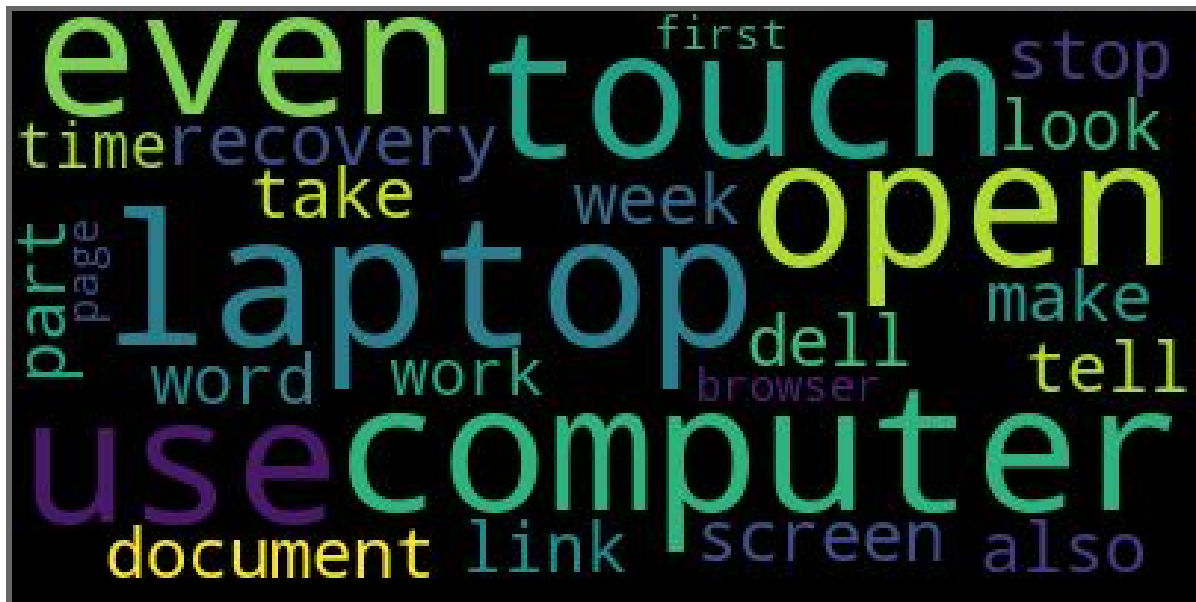 even touch first stop
time recovery look
take week open
part page laptop make
dell tell
word work browser
use computer
document link screen also